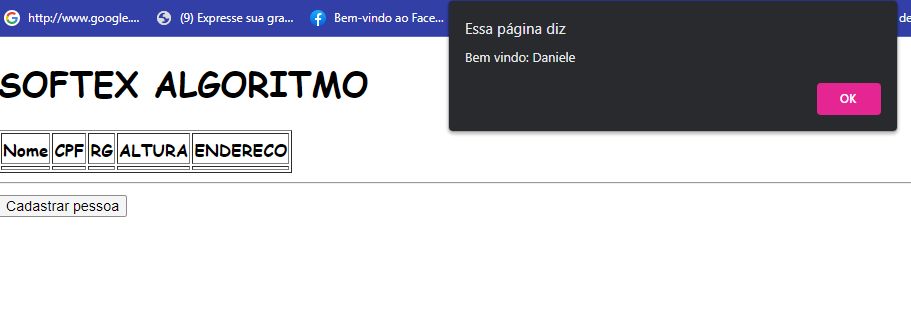 http://www.google.... (9) Expresse sua gra... Bem-vindo ao Face... de
Essa página diz
Bem vindo: Daniele
OK
SOFTEX ALGORITMO
Nome CPF RG ALTURA ENDERECO
Cadastrar pessoa